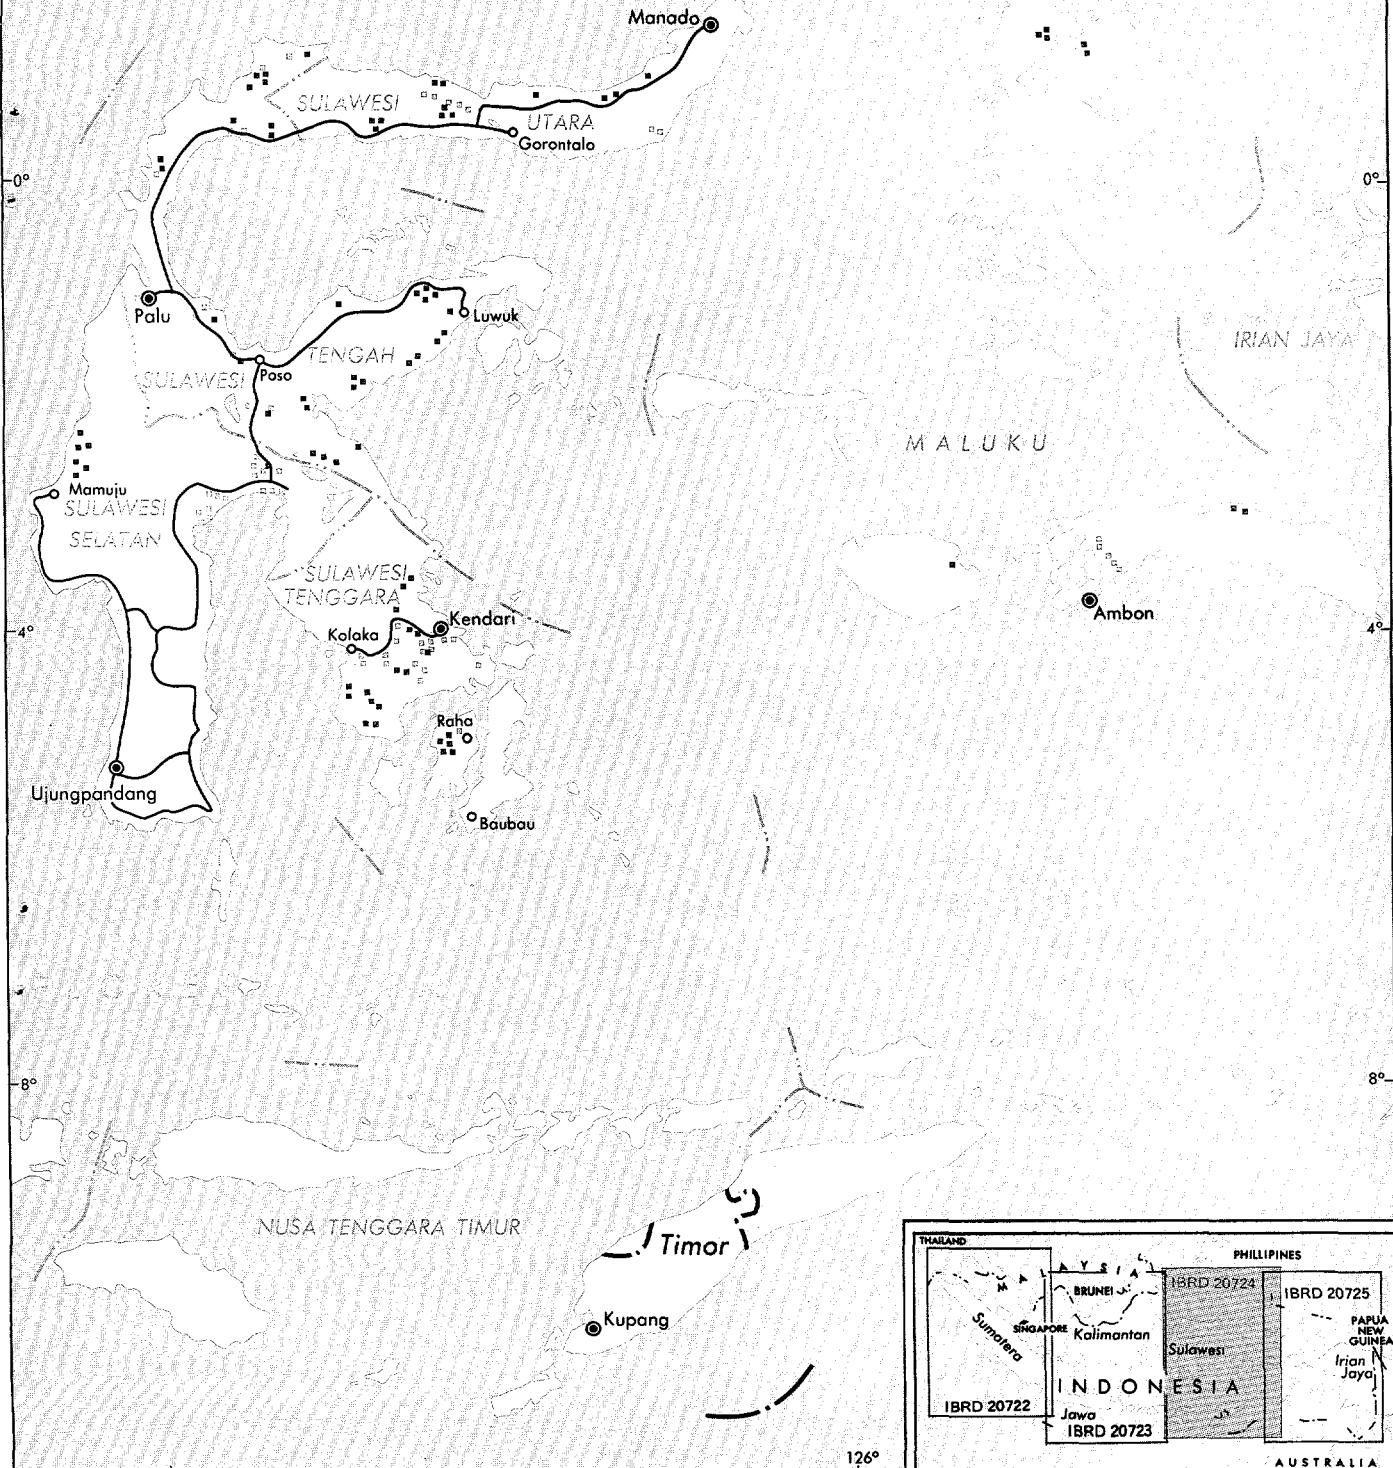 Manado
SULAWESI
UTARA
Gorontalo
0°
0°
Palu
Luwuk
TENGAH
IRIAN JAYA
SULAWESI
Poso
MALUKU
Mamuju
SULAWESI
SELATAN
SULAWESI
TENGGARA
Kendari
Ambon
4°
Kolaka
4°
Raha
Ujungpandang
Baubau
8°
8°
NUSA TENGGARA TIMUR
Timor
Kupang
THAILAND
PHILLIPINES
MALAYSIA
BRUNEI
IBRD 20724
IBRD 20725
SINGAPORE
Sumatera
Kalimantan
PAPUA
NEW
GUINEA
Sulawesi
Irian
Jaya
INDONESIA
IBRD 20722
Jawa
IBRD 20723
126°
AUSTRALIA